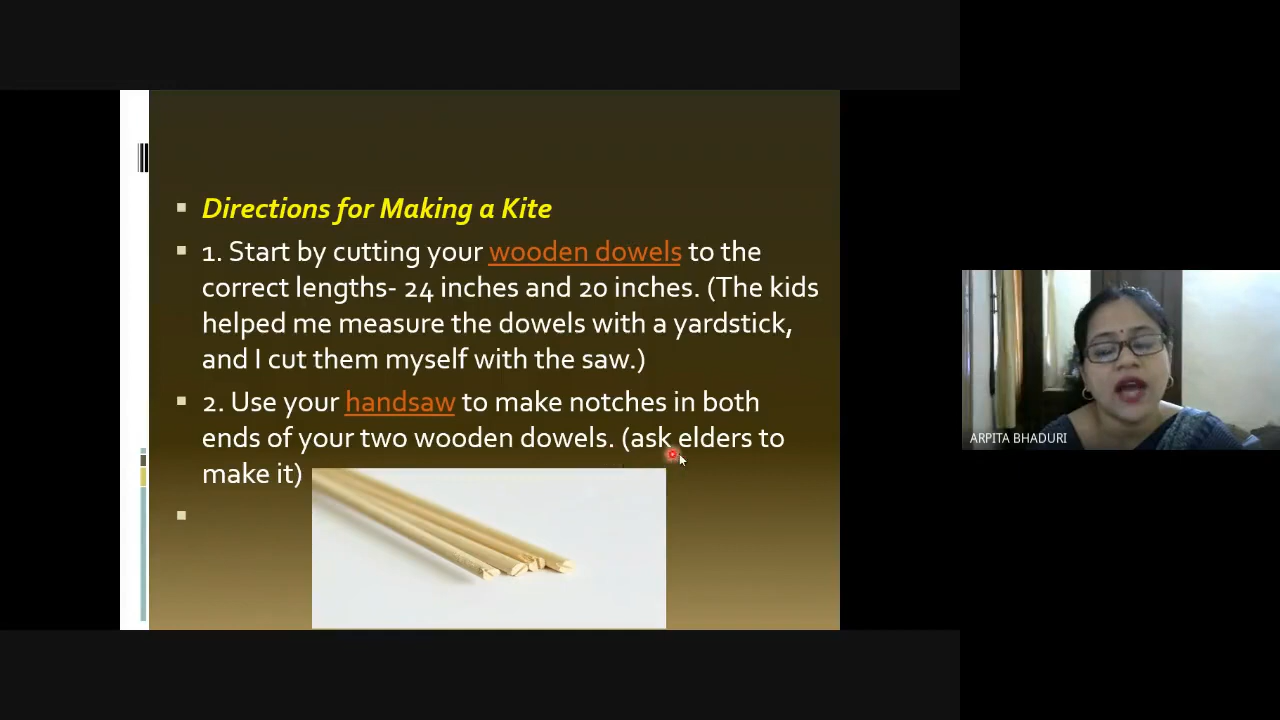 Directions for Making a Kite
1. Start by cutting your wooden dowels to the
correct lengths- 24 inches and 20 inches. (The kids
helped me measure the dowels with a yardstick,
and I cut them myself with the saw.)
2. Use your handsaw to make notches in both
ends of your two wooden dowels. (ask elders to
make it)
ARPITA BHADURI